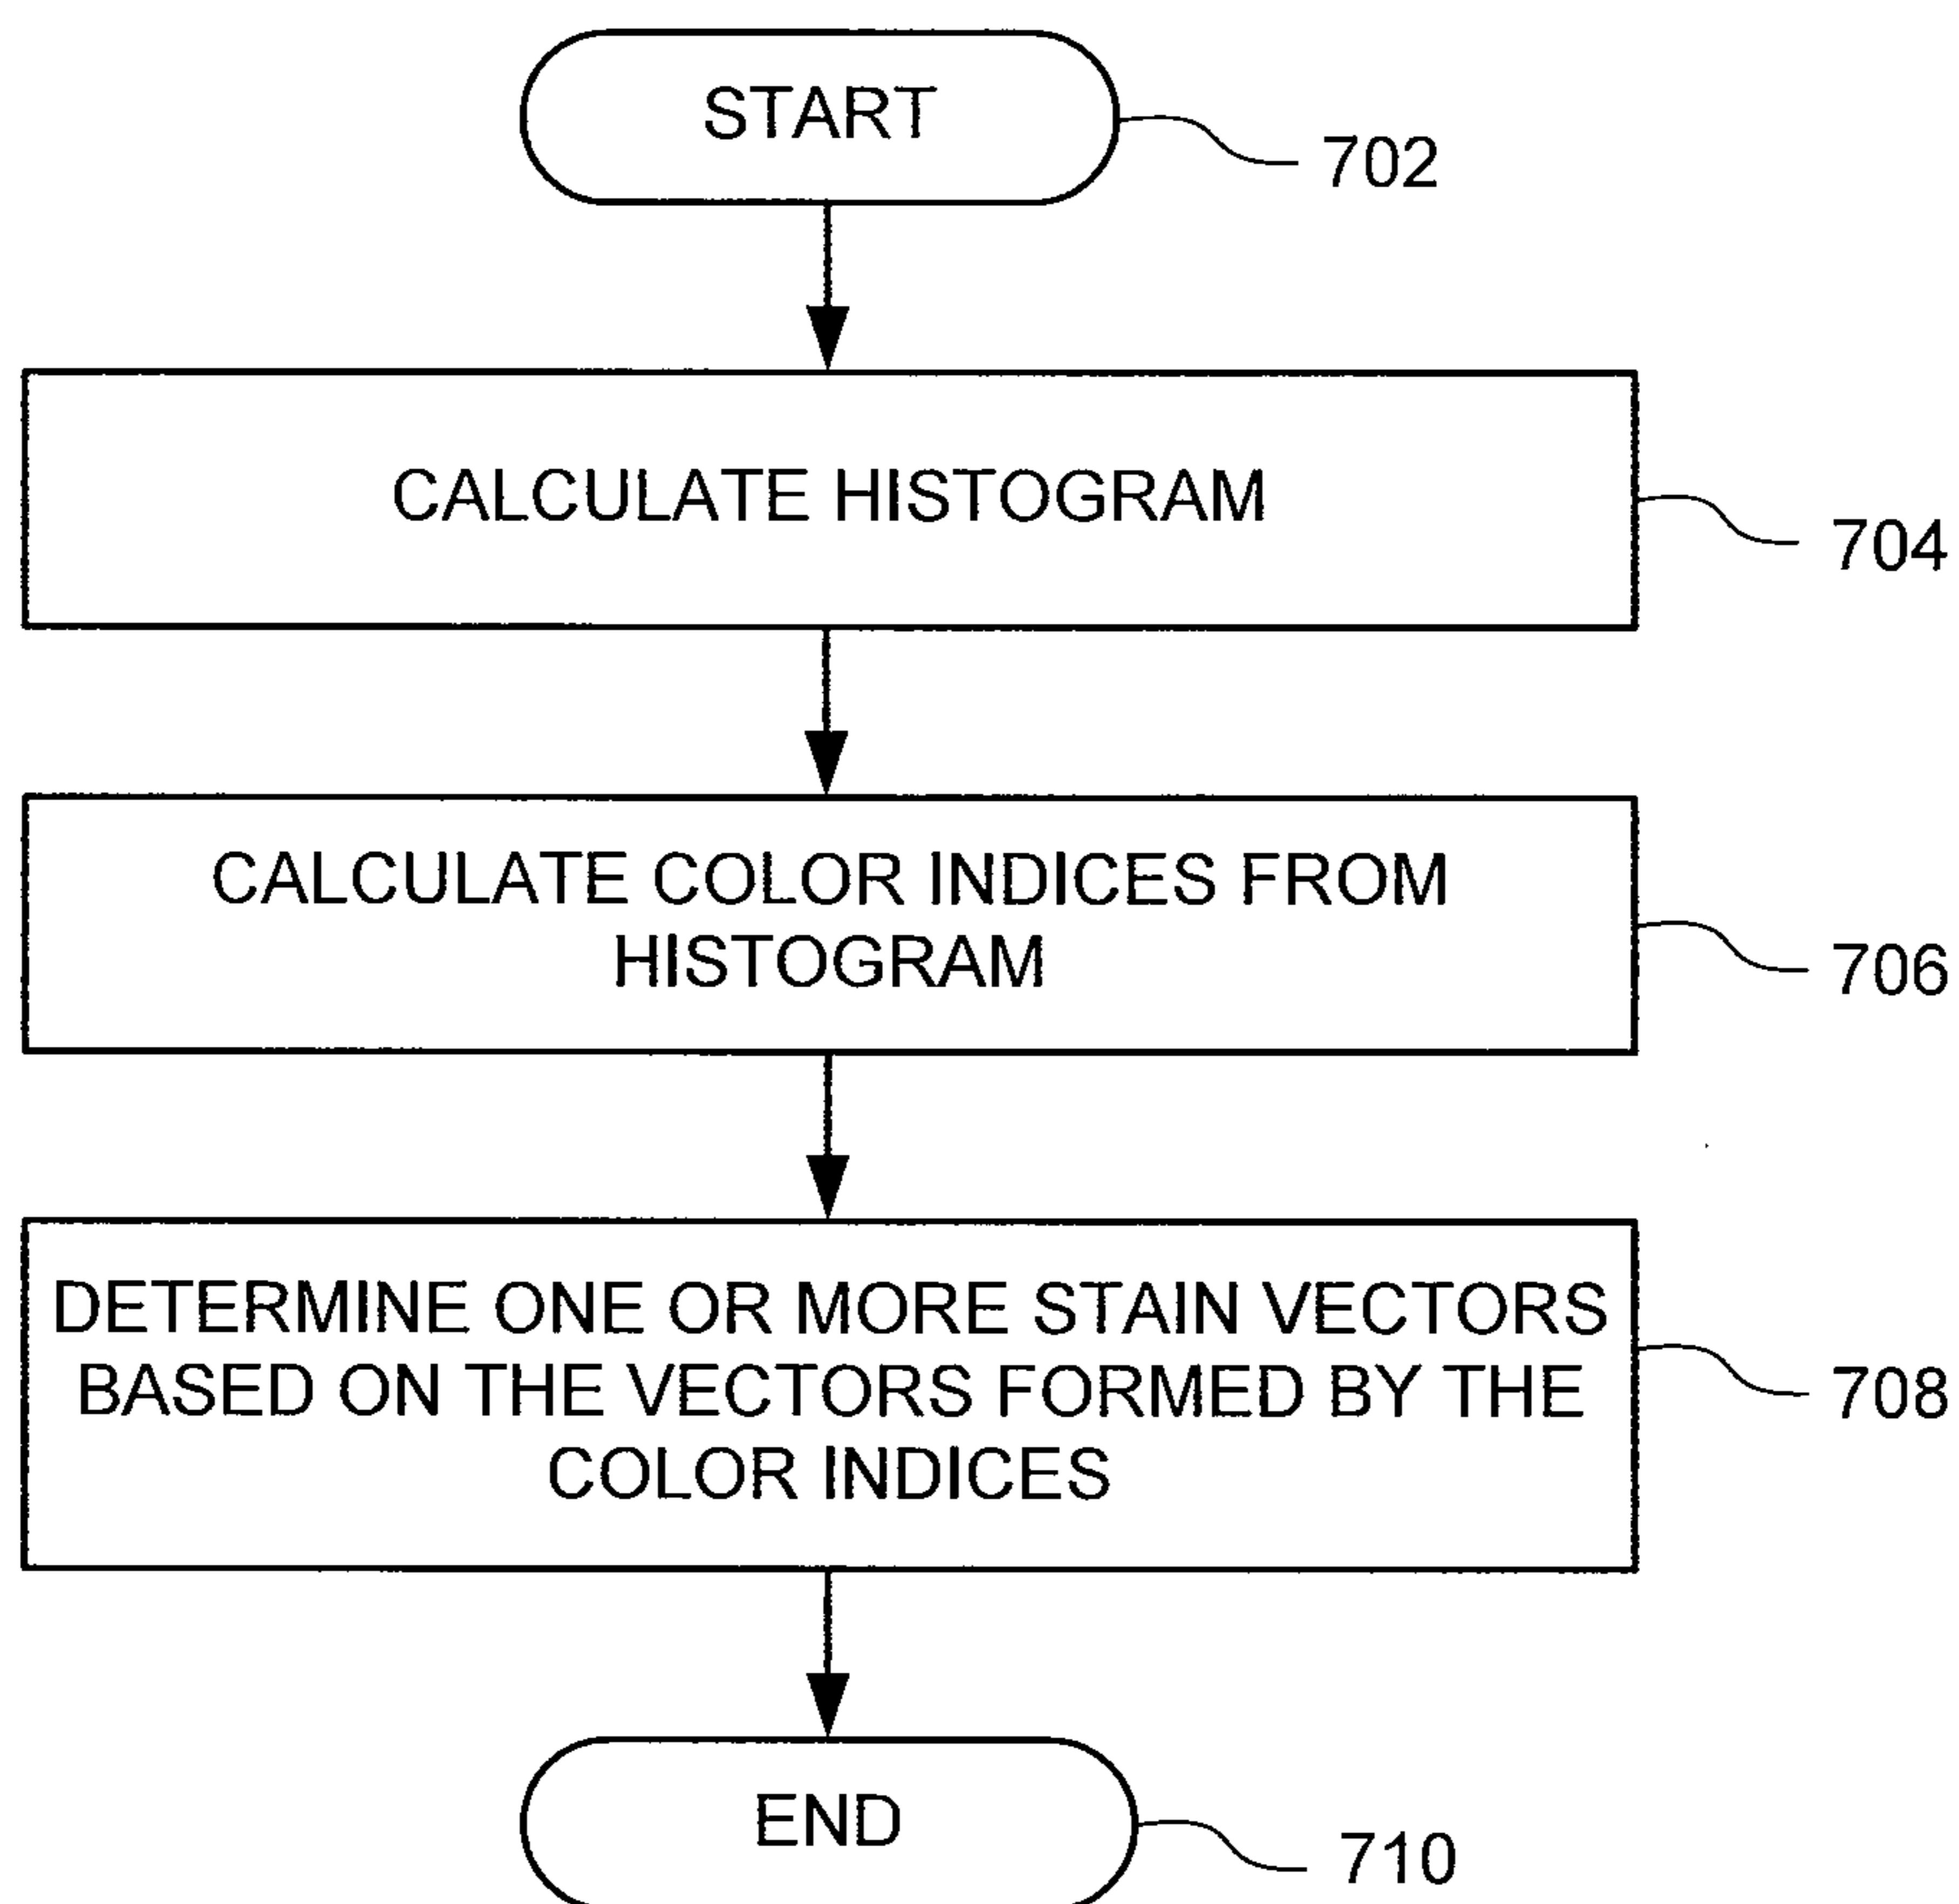 START
702
CALCULATE HISTOGRAM
704
CALCULATE COLOR INDICES FROM
HISTOGRAM
706
DETERMINE ONE OR MORE STAIN VECTORS
BASED ON THE VECTORS FORMED BY THE
COLOR INDICES
708
END
710